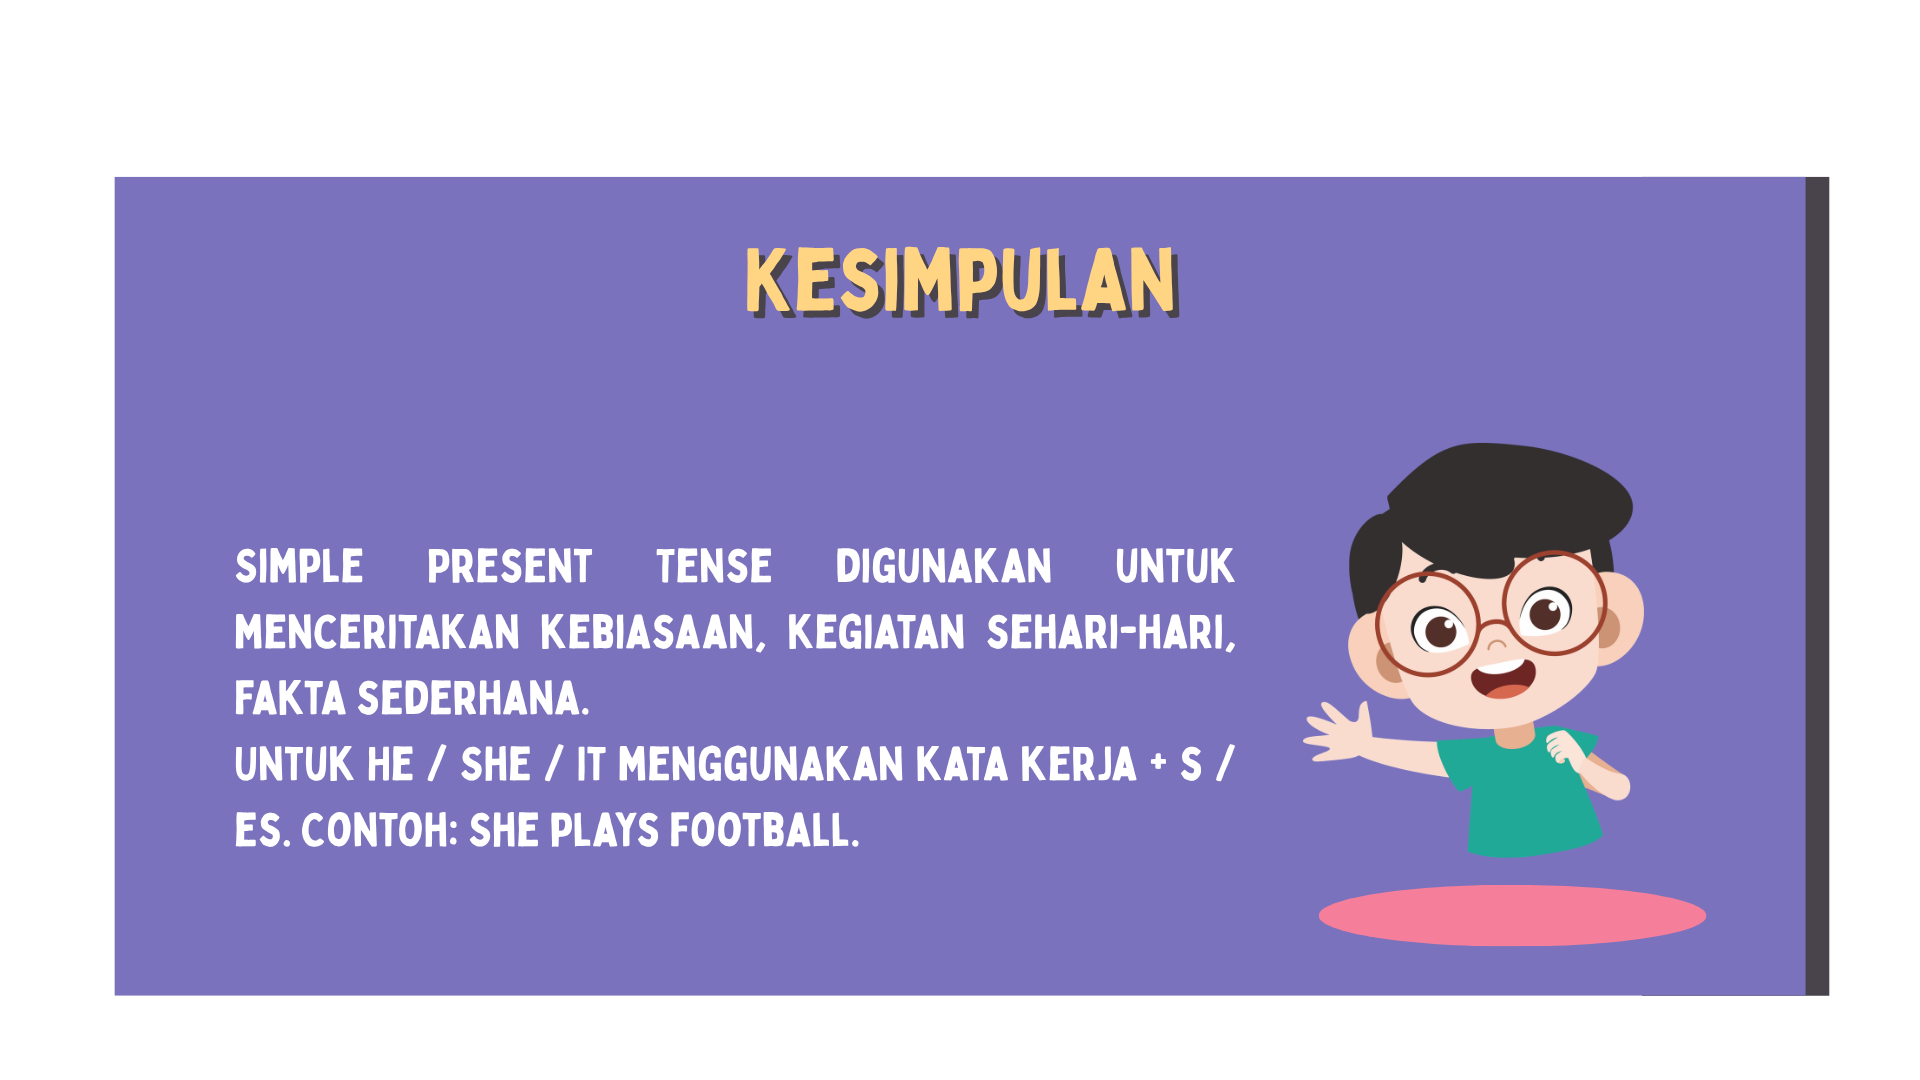 KESIMPULAN
SIMPLE PRESENT TENSE DIGUNAKAN UNTUK
MENCERITAKAN KEBIASAAN, KEGIATAN SEHARI-HARI,
FAKTA SEDERHANA.
UNTUK HE / SHE / IT MENGGUNAKAN KATA KERJA + S /
ES. CONTOH: SHE PLAYS FOOTBALL.